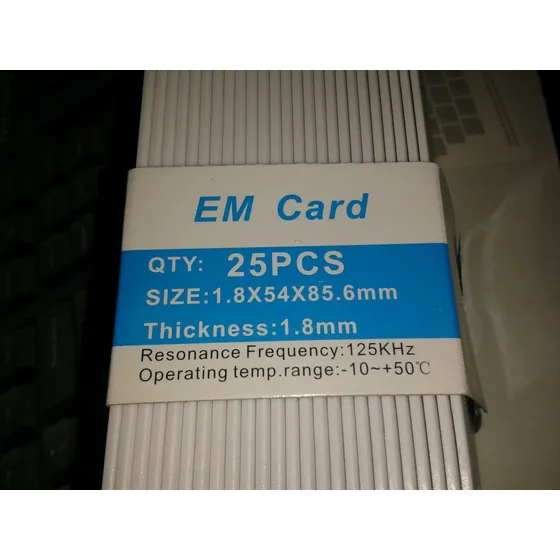 EM Card
QTY: 25PCS
SIZE:1.8X54X85.6mm
Thickness:1.8mm
Resonance Frequency:125KHz
Operating temp.range:-10~+50℃